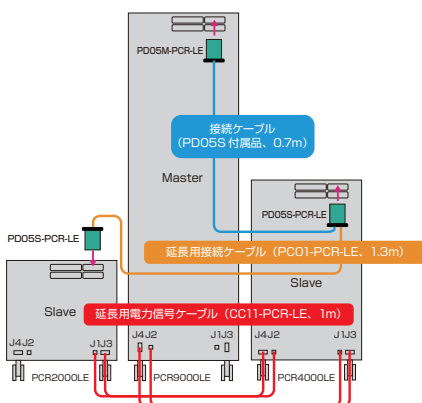 PD05M-PCR-LE
接続ケーブル
(PD05S 付属品、0.7m)
Master
PD05S-PCR-LE
PD05S-PCR-LE
延長用接続ケーブル(PC01-PCR-LE、1.3m)
Slave
Slave
延長用電力信号ケーブル(CC11-PCR-LE、1m)
J4J2 J1J3 J4J2 J1J3 J4J2 J1J3
PCR2000LE PCR9000LE PCR4000LE